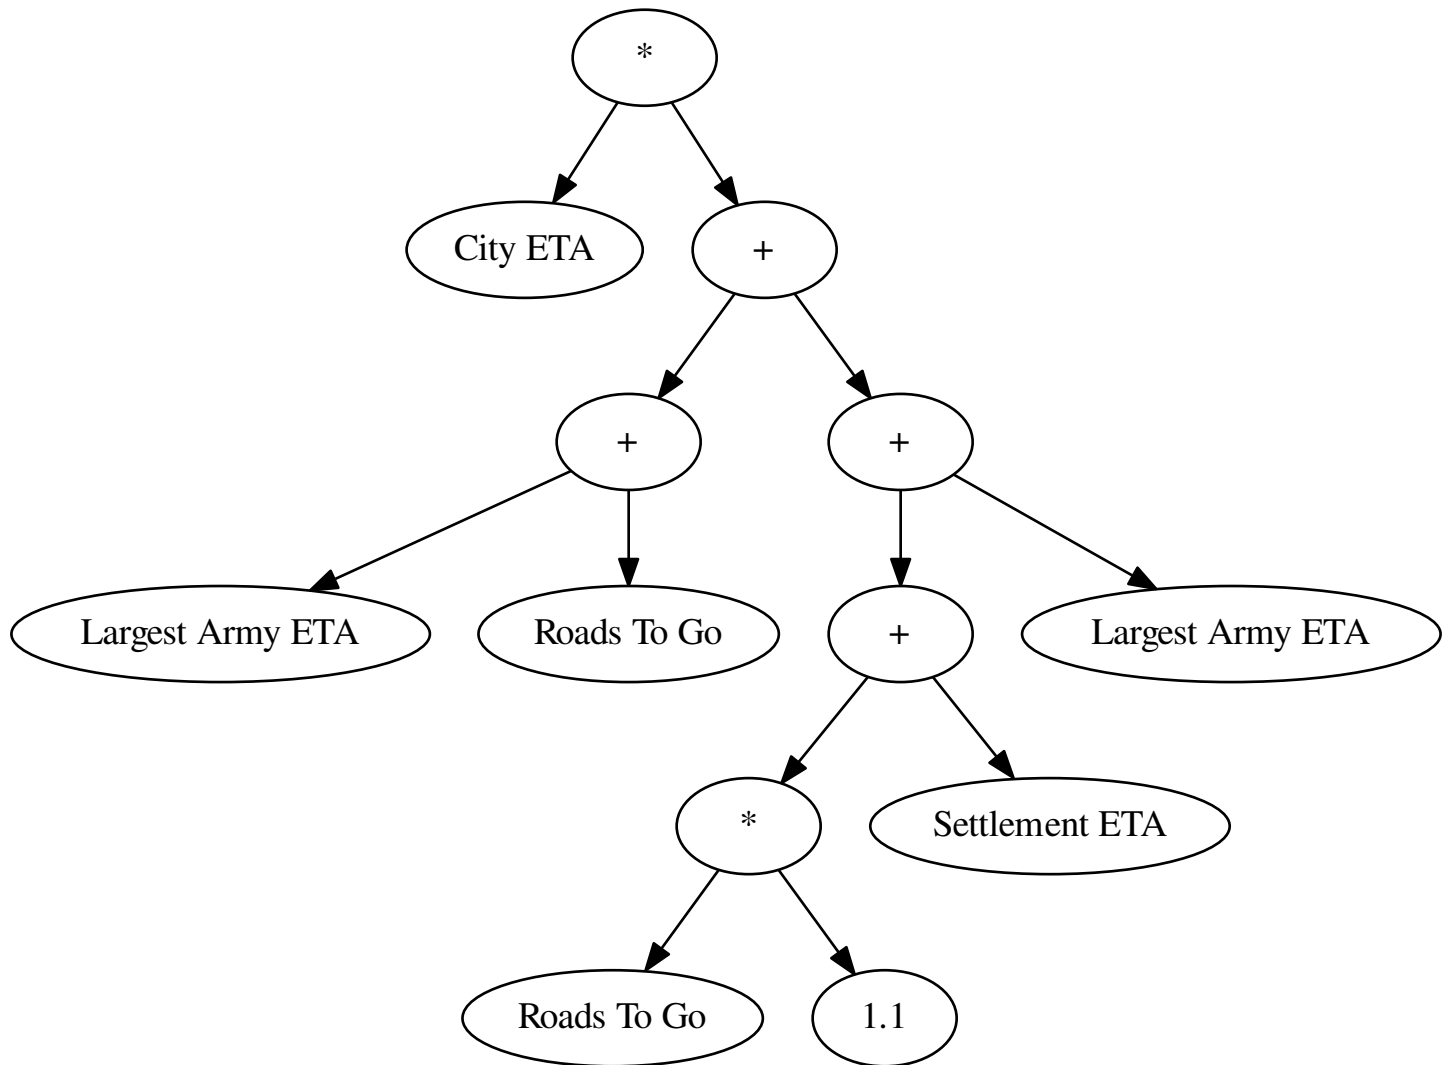 *
City ETA
+
+
+
Largest Army ETA
Roads To Go
+
Largest Army ETA
*
Settlement ETA
Roads To Go
1.1